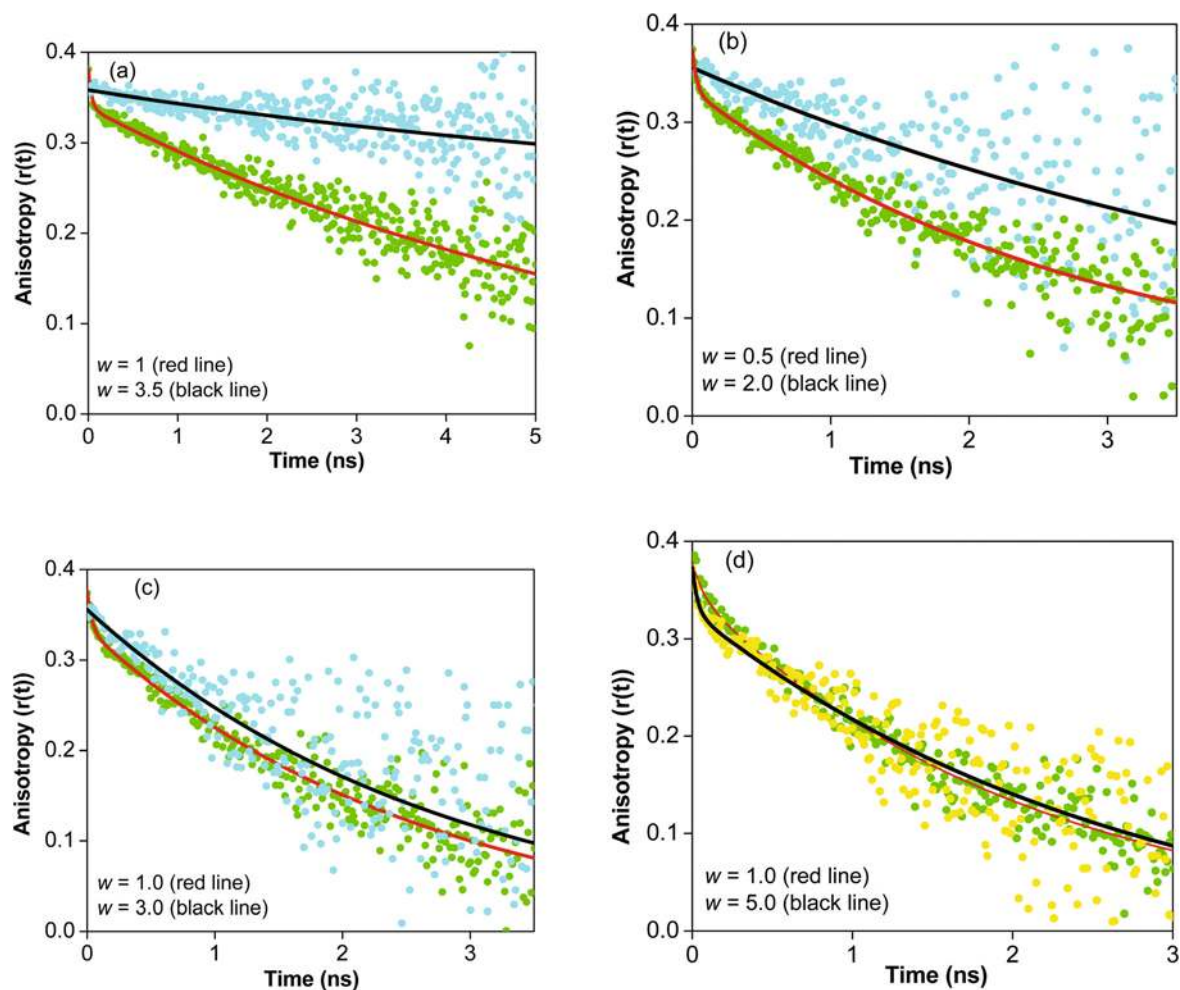 (a)
0.4
0.3
0.2
0.1
0.0
Anisotropy (r(t))
w = 1 (red line)
w = 3.5 (black line)
0 1 2 3 4 5
Time (ns)
(b)
0.4
0.3
0.2
0.1
0.0
Anisotropy (r(t))
w = 0.5 (red line)
w = 2.0 (black line)
0 1 2 3
Time (ns)
(c)
0.4
0.3
0.2
0.1
0.0
Anisotropy (r(t))
w = 1.0 (red line)
w = 3.0 (black line)
0 1 2 3
Time (ns)
(d)
0.4
0.3
0.2
0.1
0.0
Anisotropy (r(t))
w = 1.0 (red line)
w = 5.0 (black line)
0 1 2 3
Time (ns)